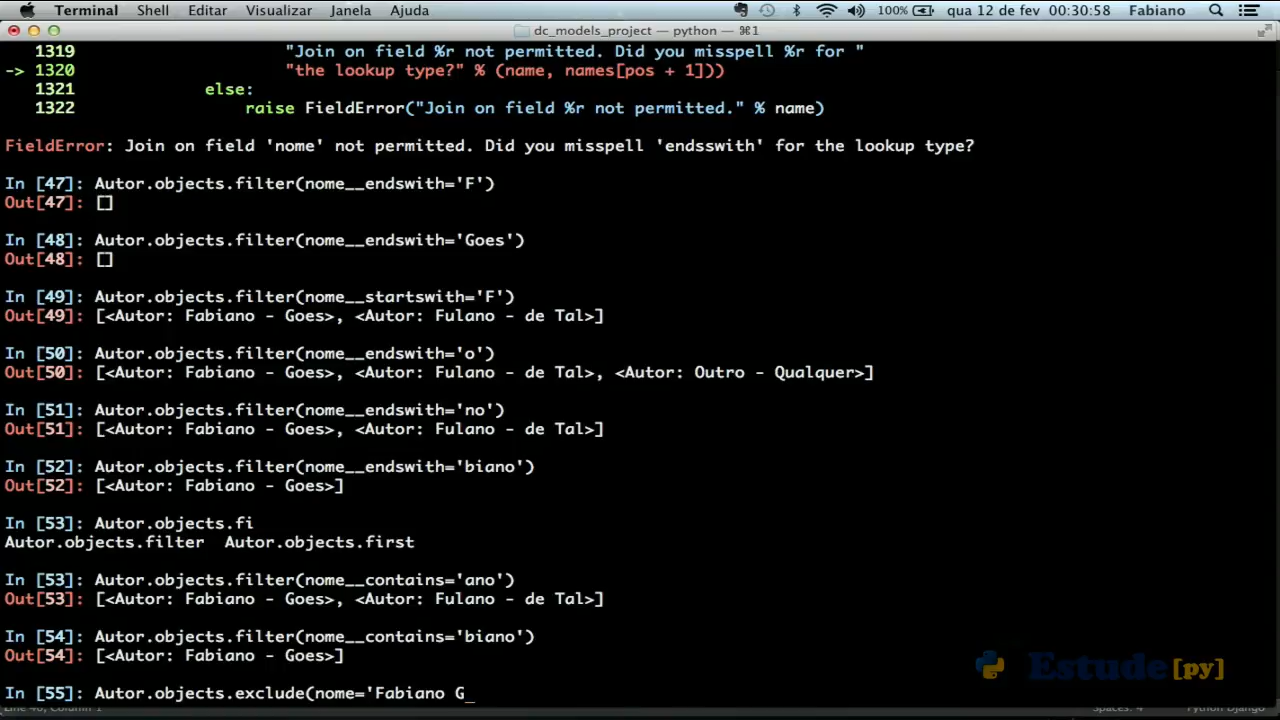 Terminal Shell Editar Visualizar Janela Ajuda 100% qua 12 de fev 00:30:58 Fabiano
dc_models_project — python — ⌘1
1319 "Join on field %r not permitted. Did you misspell %r for "
-> 1320 "the lookup type?" % (name, names[pos + 1]))
1321 else:
1322 raise FieldError("Join on field %r not permitted." % name)
FieldError: Join on field 'nome' not permitted. Did you misspell 'endsswith' for the lookup type?
In [47]: Autor.objects.filter(nome__endswith='F')
Out[47]: []
In [48]: Autor.objects.filter(nome__endswith='Goes')
Out[48]: []
In [49]: Autor.objects.filter(nome__startswith='F')
Out[49]: [<Autor: Fabiano - Goes>, <Autor: Fulano - de Tal>]
In [50]: Autor.objects.filter(nome__endswith='o')
Out[50]: [<Autor: Fabiano - Goes>, <Autor: Fulano - de Tal>, <Autor: Outro - Qualquer>]
In [51]: Autor.objects.filter(nome__endswith='no')
Out[51]: [<Autor: Fabiano - Goes>, <Autor: Fulano - de Tal>]
In [52]: Autor.objects.filter(nome__endswith='biano')
Out[52]: [<Autor: Fabiano - Goes>]
In [53]: Autor.objects.fi
Autor.objects.filter Autor.objects.first
In [53]: Autor.objects.filter(nome__contains='ano')
Out[53]: [<Autor: Fabiano - Goes>, <Autor: Fulano - de Tal>]
In [54]: Autor.objects.filter(nome__contains='biano')
Out[54]: [<Autor: Fabiano - Goes>]
Estude[py]
In [55]: Autor.objects.exclude(nome='Fabiano G_
Line 40, Column 1 Spaces: 4 Python Django